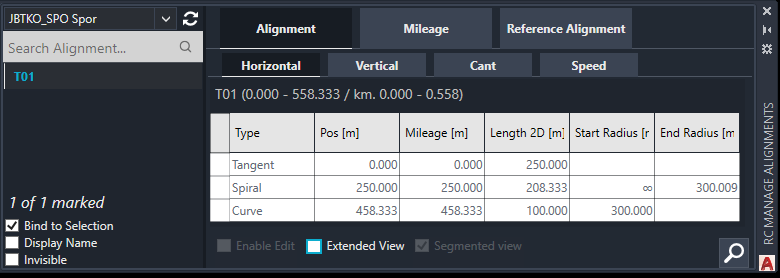 JBTKO_SPO Spor
Search Alignment...
T01
1 of 1 marked
Bind to Selection
Display Name
Invisible
Alignment Mileage Reference Alignment
Horizontal Vertical Cant Speed
T01 (0.000 - 558.333 / km. 0.000 - 0.558)
Type Pos [m] Mileage [m] Length 2D [m] Start Radius [r End Radius [m
Tangent 0.000 0.000 250.000
Spiral 250.000 250.000 208.333 ∞ 300.009
Curve 458.333 458.333 100.000 300.000
Enable Edit Extended View Segmented view
RC MANAGE ALIGNMENTS
A